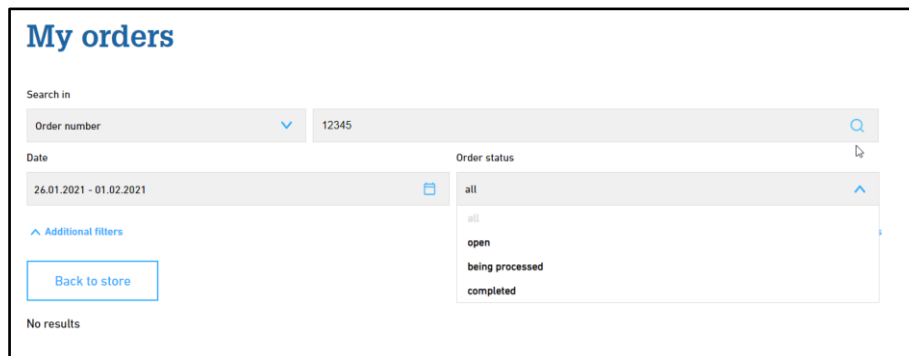 My orders
Search in
Order number
12345
Date
Order status
26.01.2021 - 01.02.2021
all
all
Additional filters
open
being processed
Back to store
completed
No results